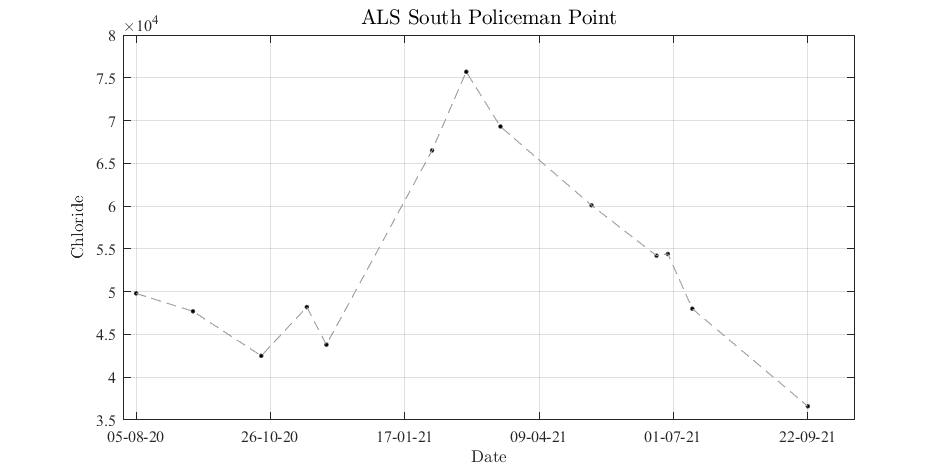 ALS South Policeman Point
×10⁴
8
7.5
7
6.5
6
5.5
5
4.5
4
3.5
Chloride
05-08-20 26-10-20 17-01-21 09-04-21 01-07-21 22-09-21
Date